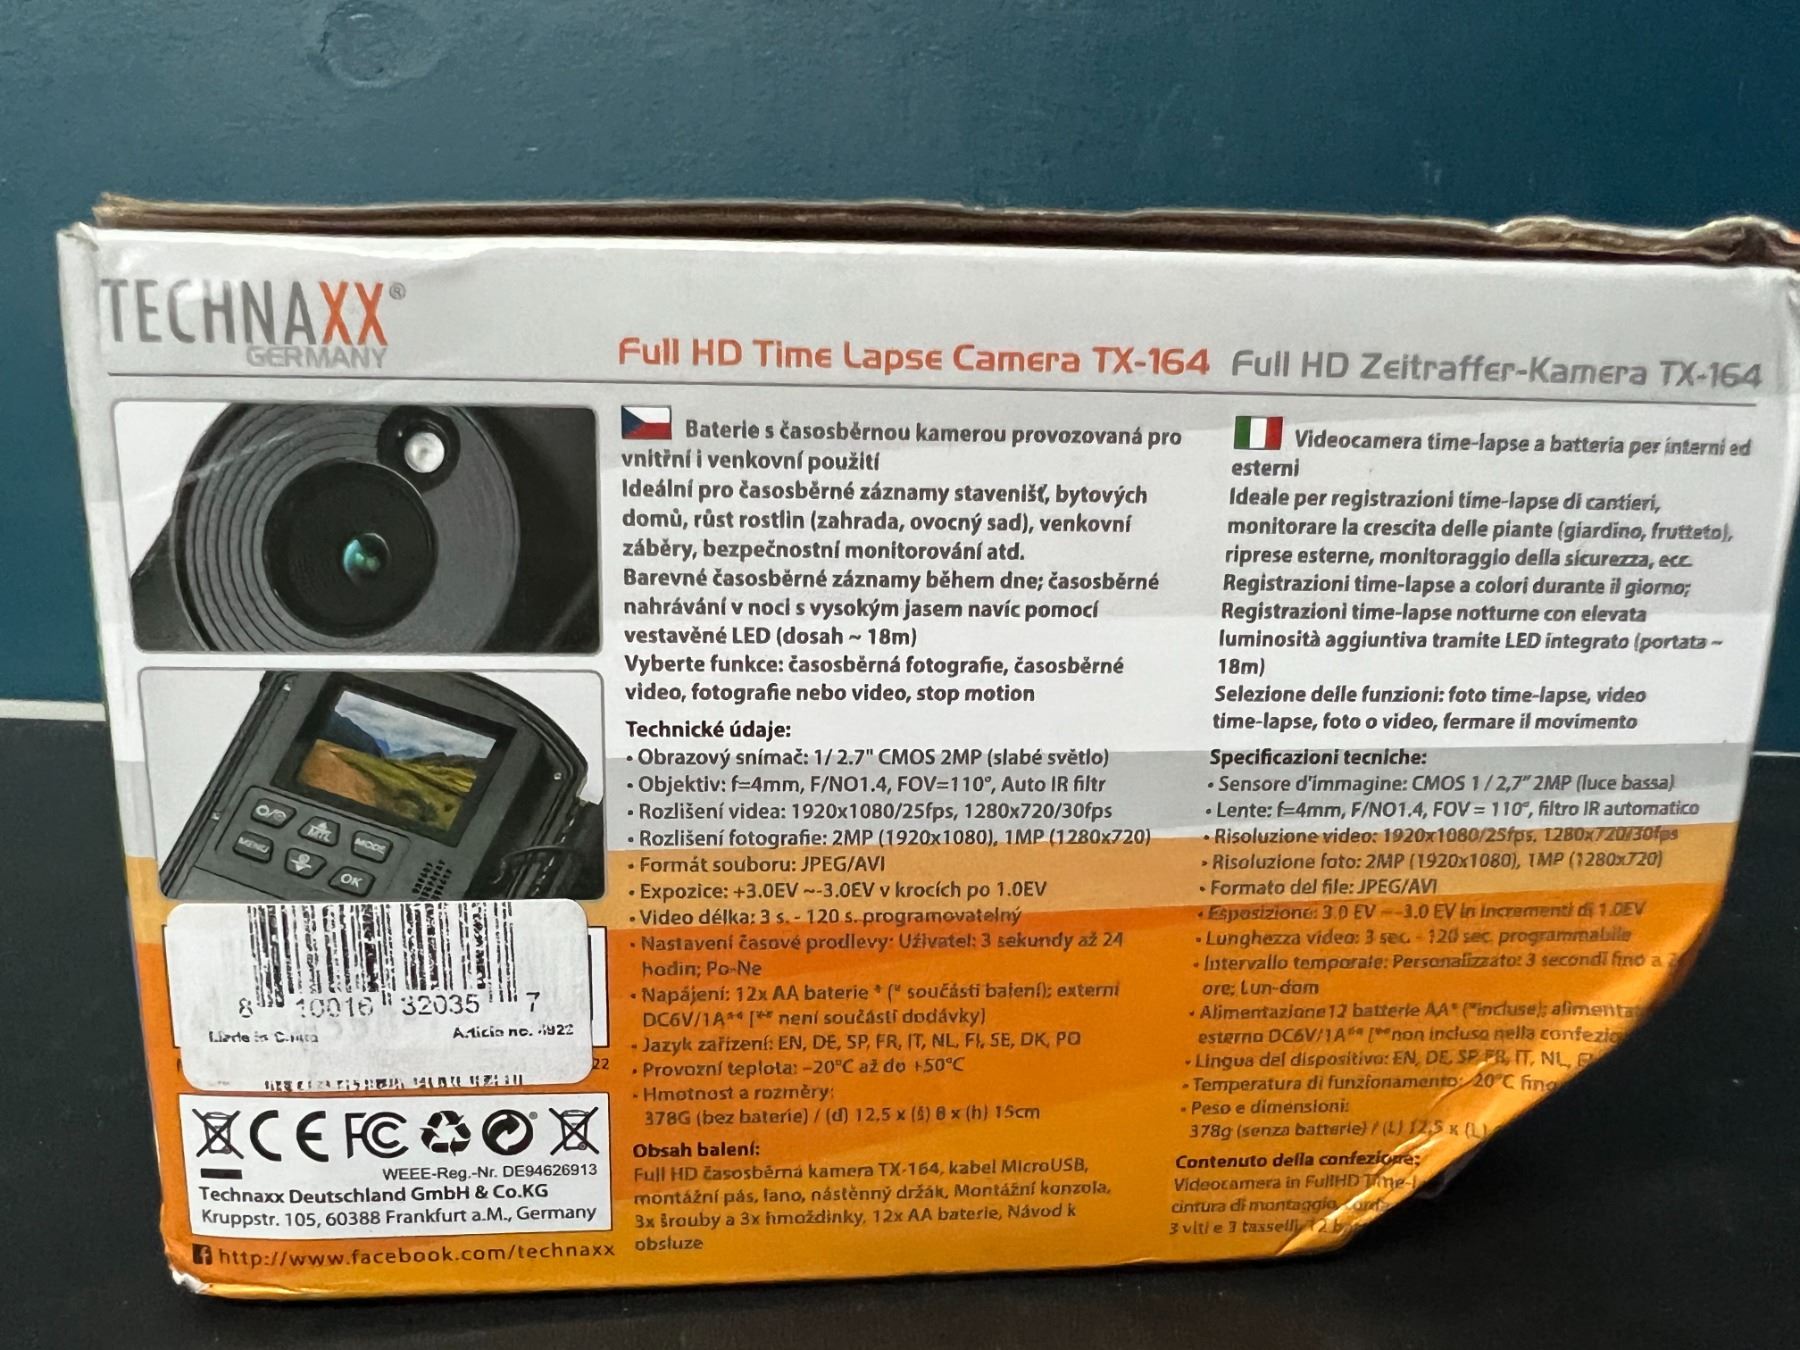 TECHNAXX®
GERMANY
Full HD Time Lapse Camera TX-164
Full HD Zeitraffer-Kamera TX-164
MENU
MODE
OK
8 10016 32035 7
Made in China
Article no. 4922
22
CE FC
WEEE-Reg.-Nr. DE94626913
Technaxx Deutschland GmbH & Co.KG
Kruppstr. 105, 60388 Frankfurt a.M., Germany
http://www.facebook.com/technaxx
Baterie s časosběrnou kamerou provozovaná pro
vnitřní i venkovní použití
Ideální pro časosběrné záznamy stavenišť, bytových
domů, růst rostlin (zahrada, ovocný sad), venkovní
záběry, bezpečnostní monitorování atd.
Barevné časosběrné záznamy během dne; časosběrné
nahrávání v noci s vysokým jasem navíc pomocí
vestavěné LED (dosah ~ 18m)
Vyberte funkce: časosběrná fotografie, časosběrné
video, fotografie nebo video, stop motion
Technické údaje:
• Obrazový snímač: 1/ 2.7" CMOS 2MP (slabé světlo)
• Objektiv: f=4mm, F/NO1.4, FOV=110°, Auto IR filtr
• Rozlišení videa: 1920x1080/25fps, 1280x720/30fps
• Rozlišení fotografie: 2MP (1920x1080), 1MP (1280x720)
• Formát souboru: JPEG/AVI
• Expozice: +3.0EV ~-3.0EV v krocích po 1.0EV
• Video délka: 3 s. - 120 s. programovatelný
• Nastavení časové prodlevy: Uživatel: 3 sekundy až 24
hodin; Po-Ne
• Napájení: 12x AA baterie * (* součásti balení); externí
DC6V/1A** [** není součástí dodávky)
• Jazyk zařízení: EN, DE, SP, FR, IT, NL, FI, SE, DK, PO
• Provozní teplota: –20°C až do +50°C
• Hmotnost a rozměry:
378G (bez baterie) / (d) 12,5 x (š) 8 x (h) 15cm
Obsah balení:
Full HD časosběrná kamera TX-164, kabel MicroUSB,
montážní pás, lano, nástěnný držák, Montážní konzola,
3x šrouby a 3x hmoždinky, 12x AA baterie, Návod k
obsluze
Videocamera time-lapse a batteria per interni ed
esterni
Ideale per registrazioni time-lapse di cantieri,
monitorare la crescita delle piante (giardino, frutteto),
riprese esterne, monitoraggio della sicurezza, ecc.
Registrazioni time-lapse a colori durante il giorno;
Registrazioni time-lapse notturne con elevata
luminosità aggiuntiva tramite LED integrato (portata ~
18m)
Selezione delle funzioni: foto time-lapse, video
time-lapse, foto o video, fermare il movimento
Specificazioni tecniche:
• Sensore d'immagine: CMOS 1 / 2,7" 2MP (luce bassa)
• Lente: f=4mm, F/NO1.4, FOV = 110°, filtro IR automatico
• Risoluzione video: 1920x1080/25fps, 1280x720/30fps
• Risoluzione foto: 2MP (1920x1080), 1MP (1280x720)
• Formato del file: JPEG/AVI
• Esposizione: 3.0 EV ~-3.0 EV in incrementi di 1.0EV
• Lunghezza video: 3 sec. - 120 sec. programmabile
• Intervallo temporale: Personalizzato: 3 secondi fino a 2
ore; Lun-dom
• Alimentazione 12 batterie AA* (*incluse); alimentat
esterno DC6V/1A** [**non incluso nella confezio
• Lingua del dispositivo: EN, DE, SP, FR, IT, NL,
• Temperatura di funzionamento: 20°C fino
• Peso e dimensioni:
378g (senza batterie) / (L) 12,5 x (L)
Contenuto della confezione:
Videocamera in FullHD Time-l
cintura di montaggio,
3 viti e 3 tasselli, 12 b